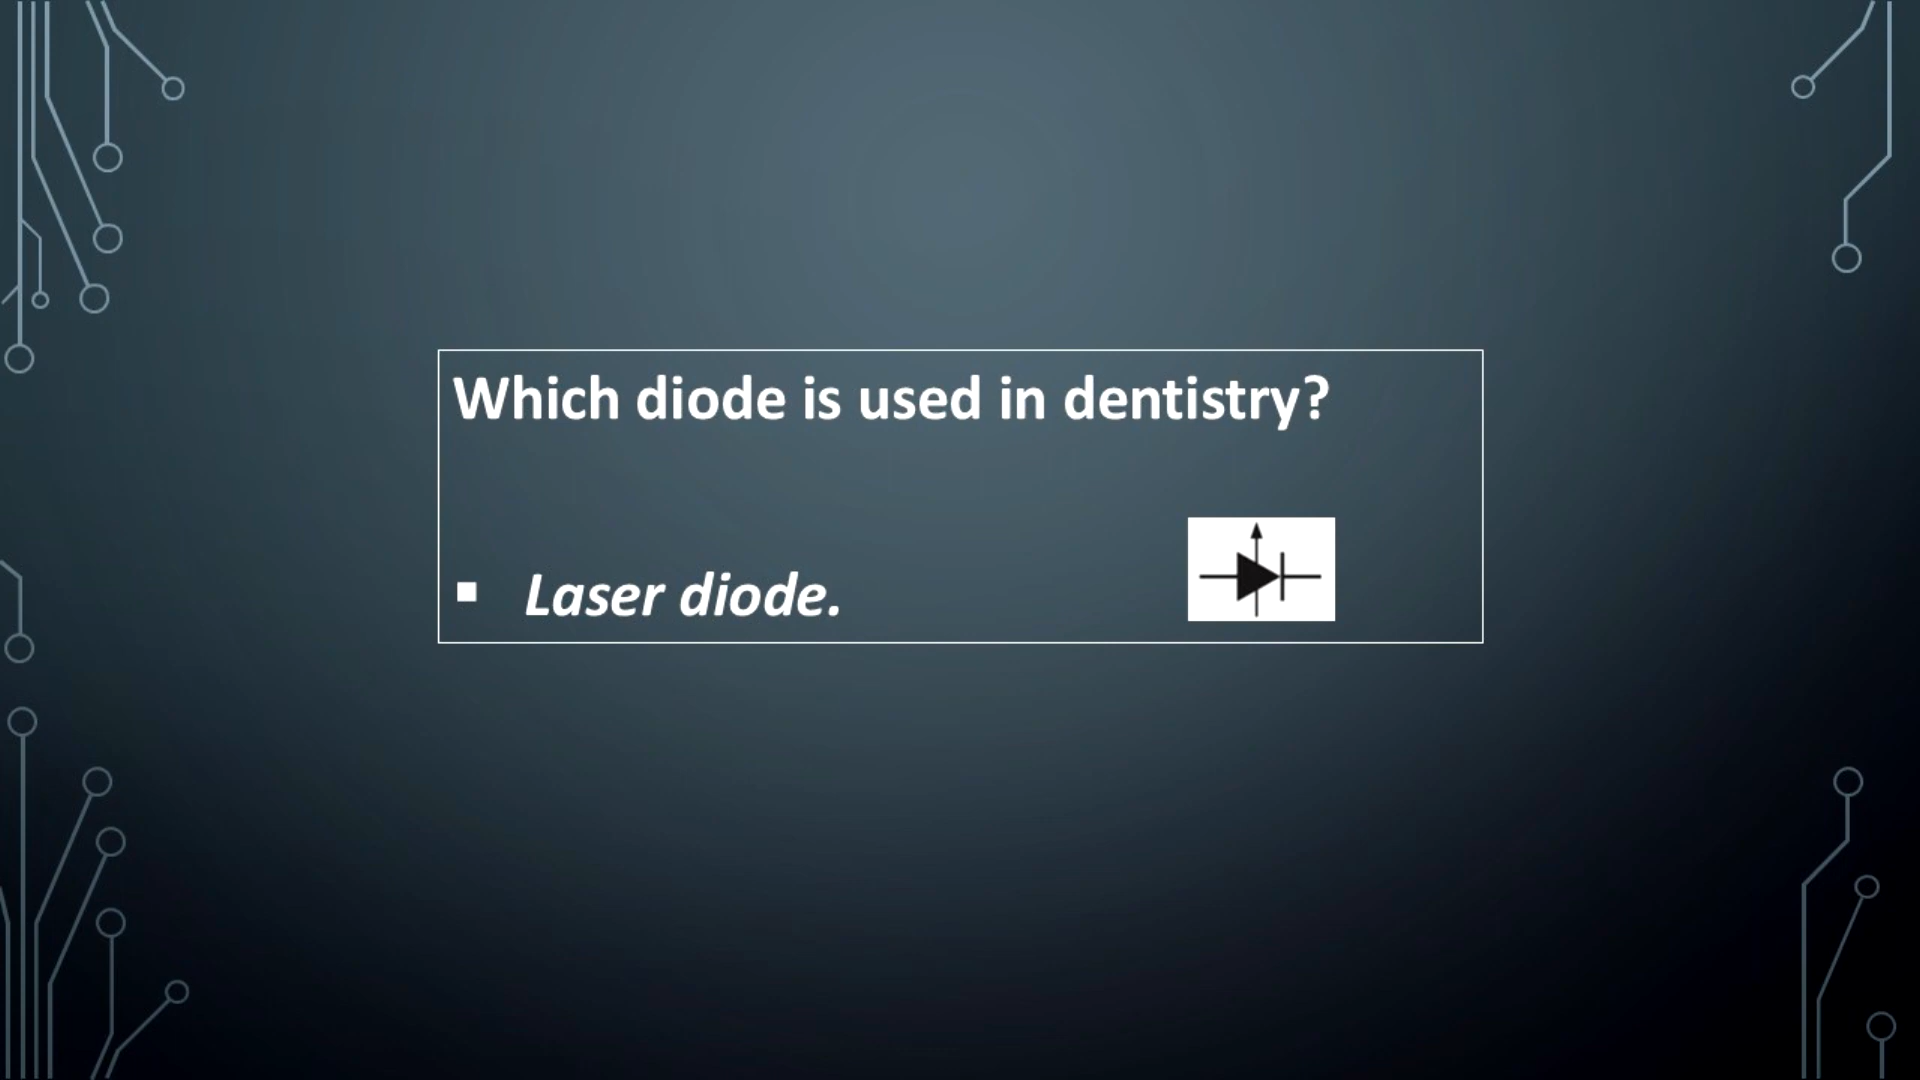 Which diode is used in dentistry?
▪ Laser diode.